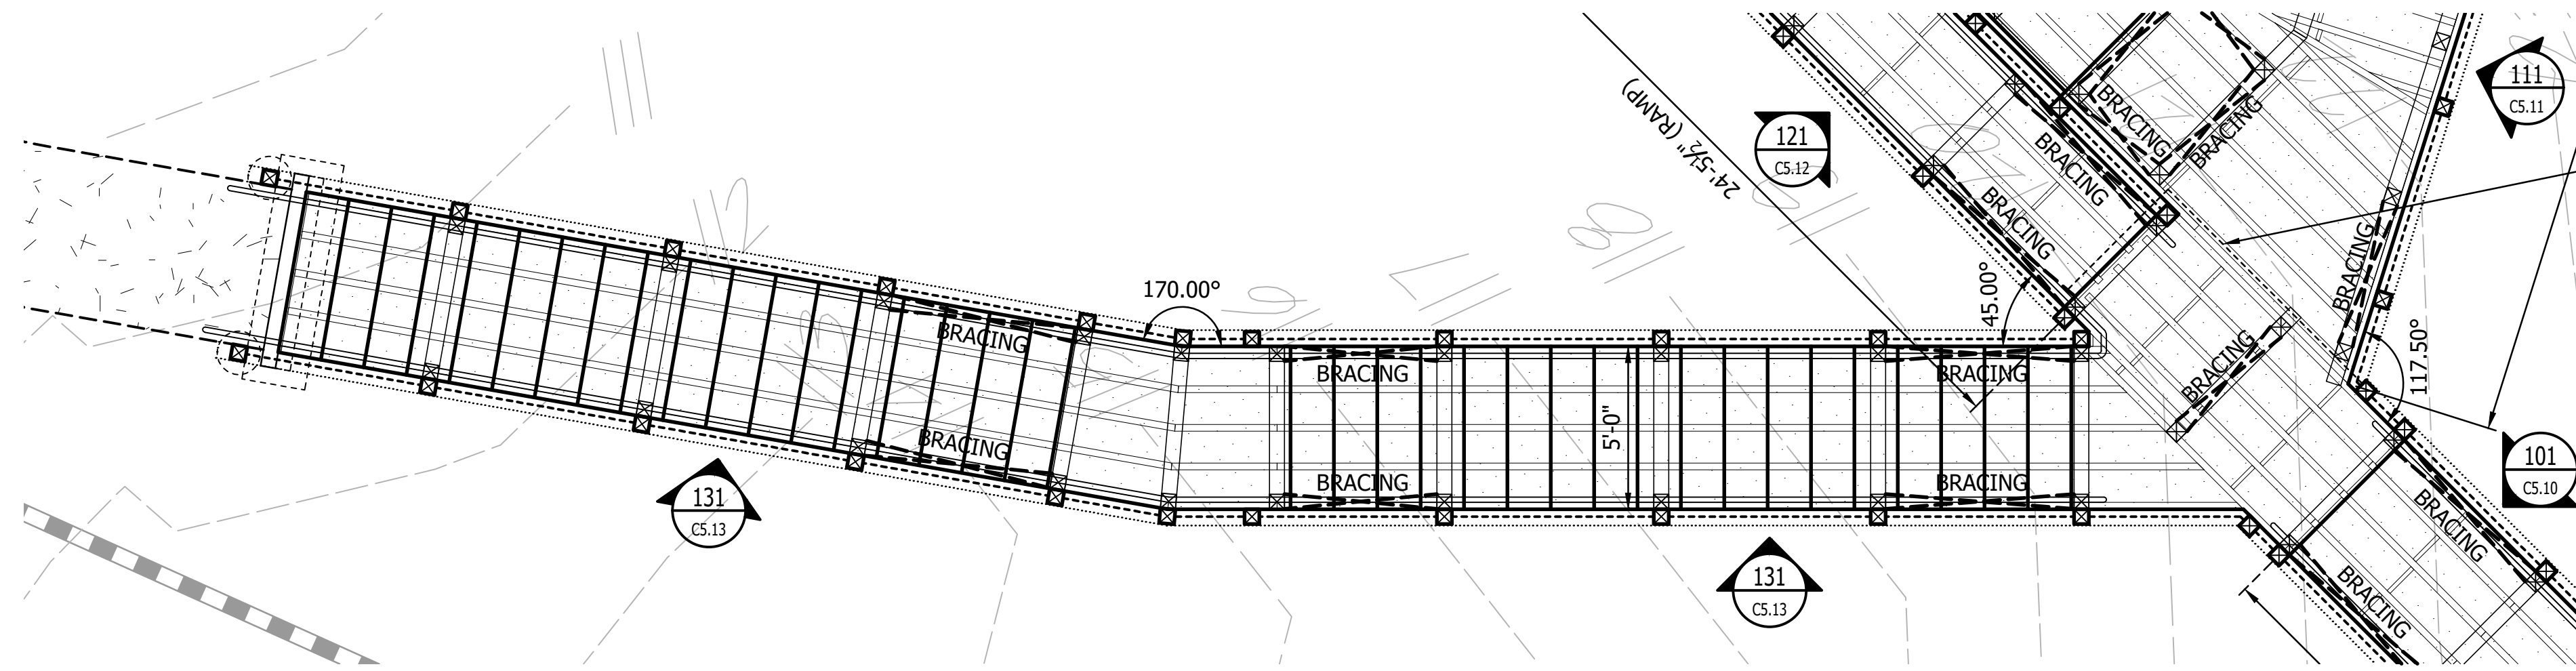 BRACING
BRACING
111
C5.11
121
C5.12
24'-5½" (RAMP)
BRACING
BRACING
BRACING
170.00°
45.00°
117.50°
BRACING
BRACING
BRACING
BRACING
BRACING
5'-0"
BRACING
BRACING
BRACING
101
C5.10
131
C5.13
131
C5.13
BRACING
BRACING